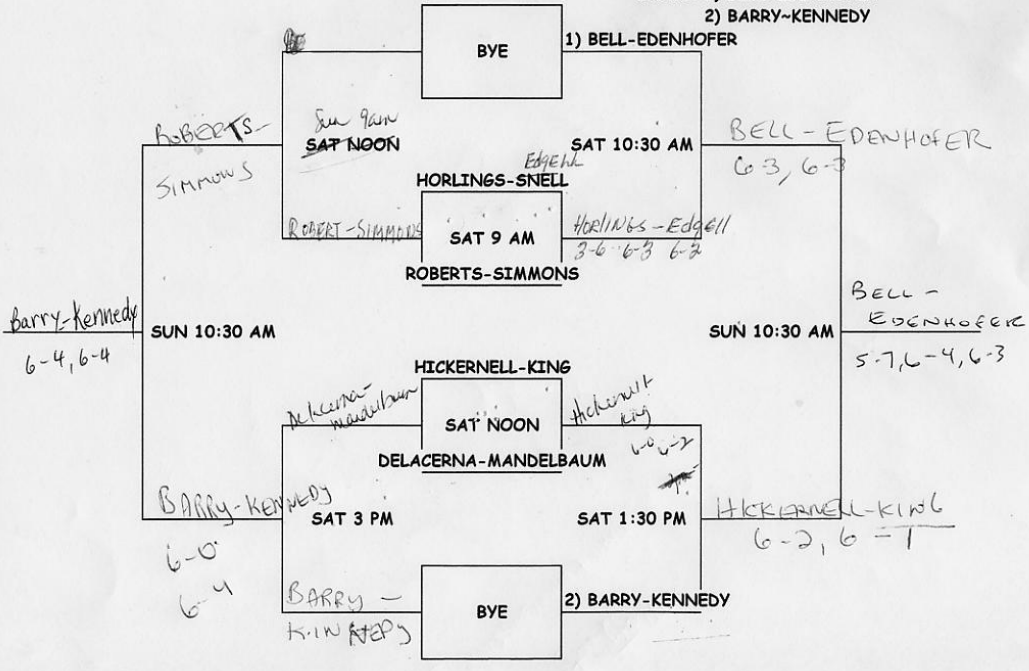 2) BARRY~KENNEDY
BYE
1) BELL-EDENHOFER
ROBERTS-
SIMMONS
Sun 9am
SAT NOON
SAT 10:30 AM
BELL - EDENHOFER
6-3, 6-3
Edgell
HORLINGS-SNELL
ROBERT-SIMMONS
SAT 9 AM
HORLINGS - Edgell
3-6 6-3 6-2
ROBERTS-SIMMONS
Barry-Kennedy
6-4, 6-4
SUN 10:30 AM
SUN 10:30 AM
BELL -
EDENHOFER
5-7, 6-4, 6-3
HICKERNELL-KING
Delacerna-
mandelbaum
SAT NOON
Hickernell
King
6-0 6-2
DELACERNA-MANDELBAUM
BARRY-KENNEDY
6-0
6-4
SAT 3 PM
SAT 1:30 PM
HICKERNELL-KING
6-2, 6-1
BARRY -
KINNEDY
BYE
2) BARRY-KENNEDY